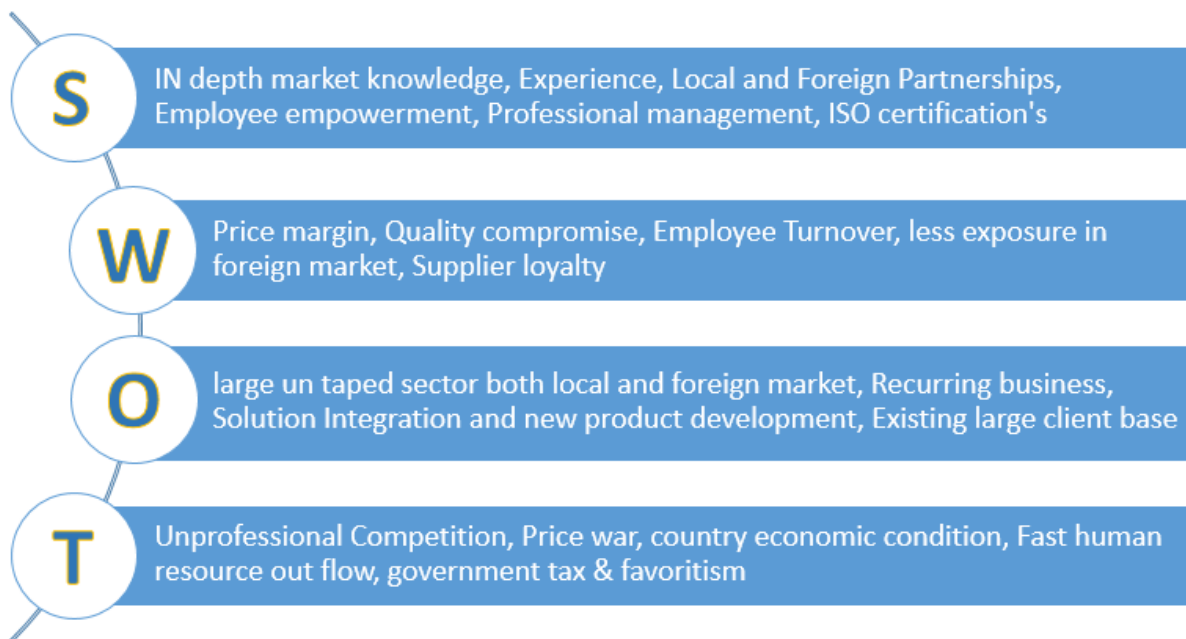 S
IN depth market knowledge, Experience, Local and Foreign Partnerships,
Employee empowerment, Professional management, ISO certification's
W
Price margin, Quality compromise, Employee Turnover, less exposure in
foreign market, Supplier loyalty
O
large un taped sector both local and foreign market, Recurring business,
Solution Integration and new product development, Existing large client base
T
Unprofessional Competition, Price war, country economic condition, Fast human
resource out flow, government tax & favoritism